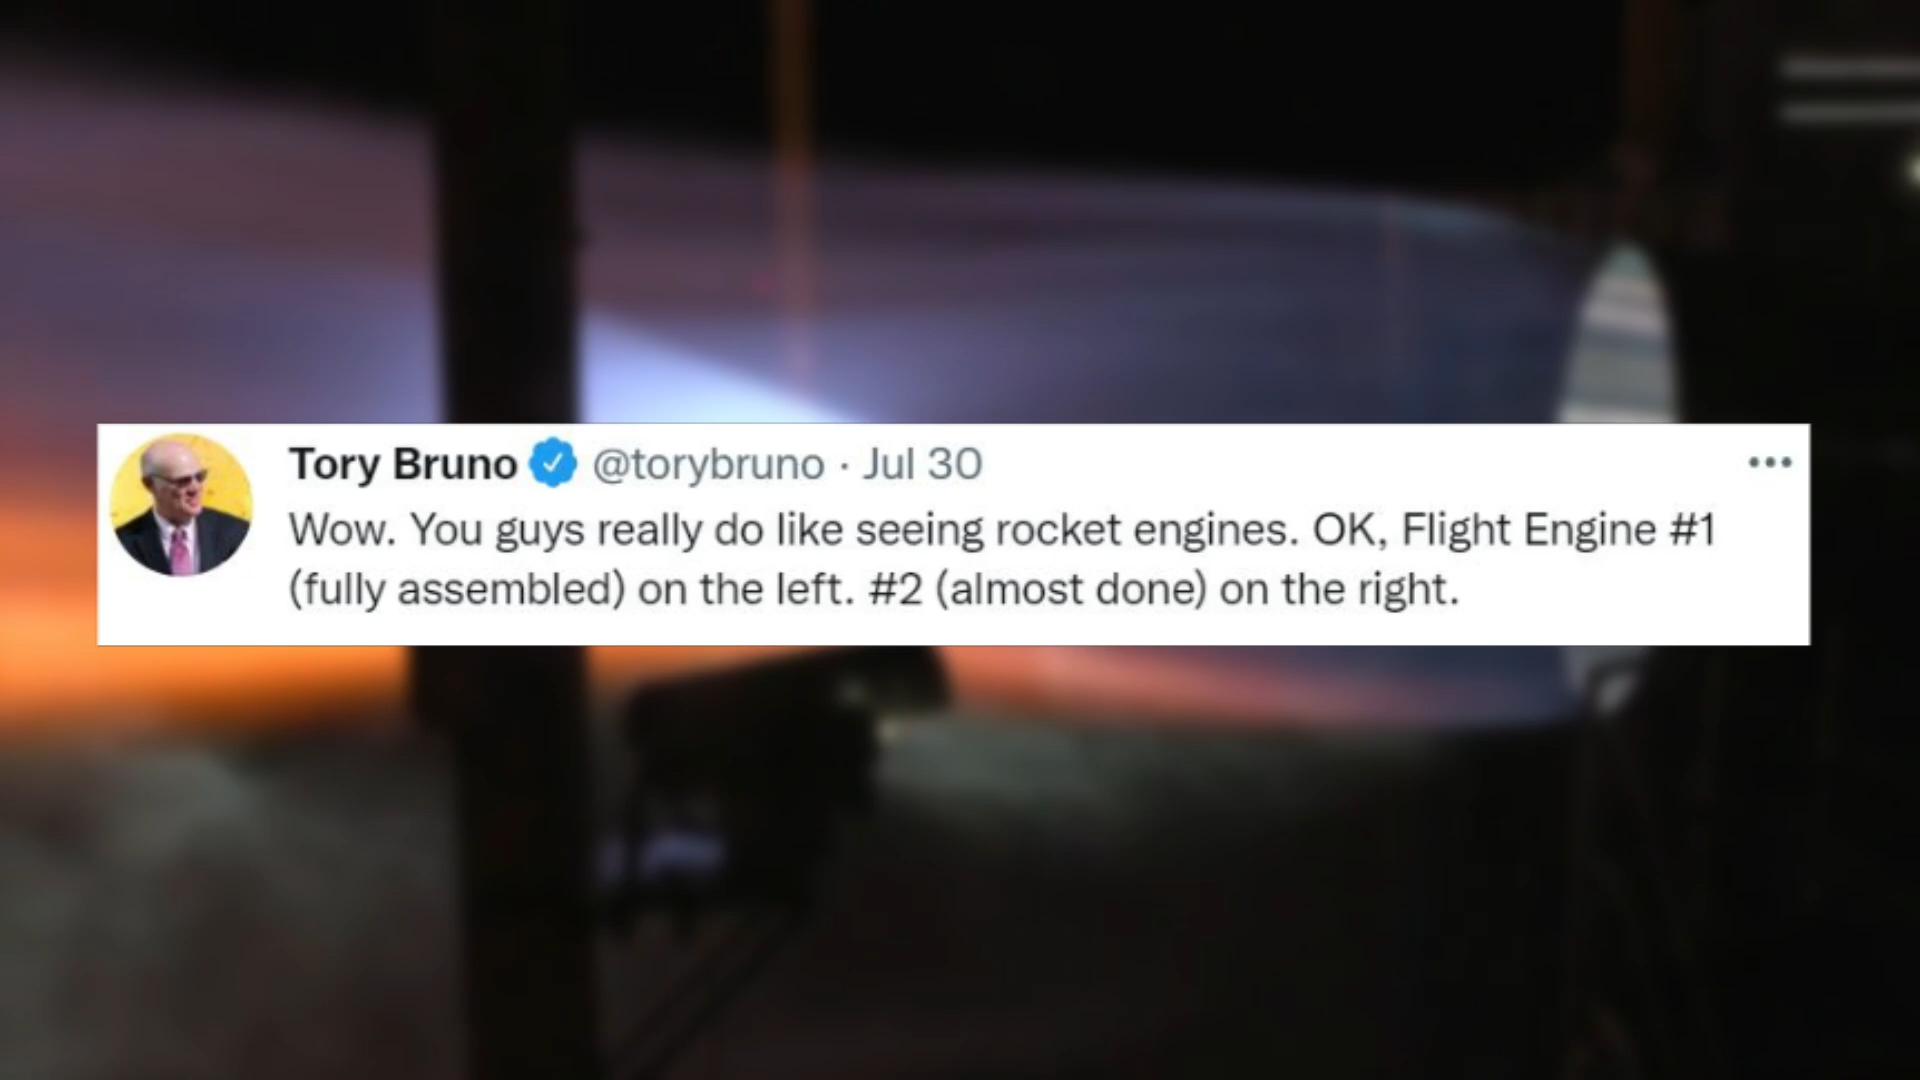 Tory Bruno @torybruno · Jul 30
Wow. You guys really do like seeing rocket engines. OK, Flight Engine #1
(fully assembled) on the left. #2 (almost done) on the right.